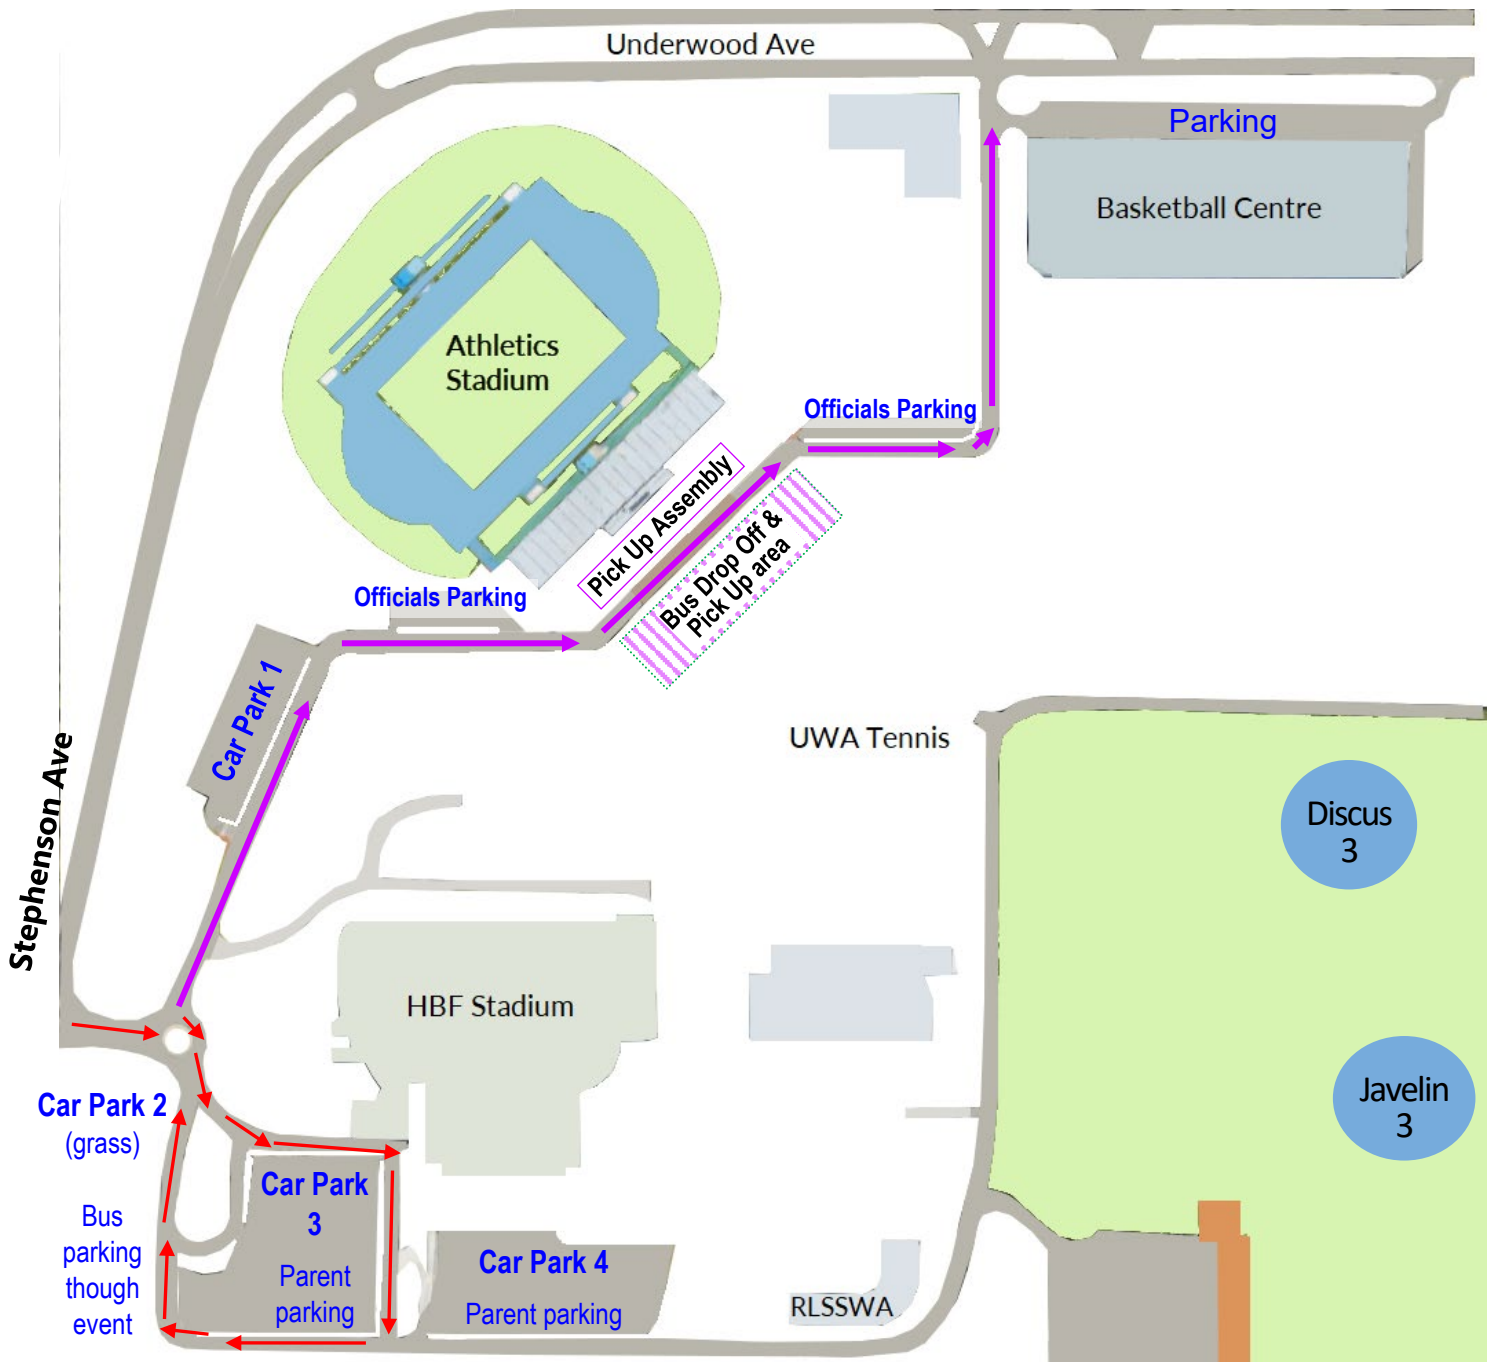 Underwood Ave
Parking
Basketball Centre
Athletics
Stadium
Officials Parking
Pick Up Assembly
Bus Drop Off &
Pick Up area
Officials Parking
Car Park 1
Stephenson Ave
UWA Tennis
Discus
3
HBF Stadium
Javelin
3
Car Park 2
(grass)
Bus
parking
though
event
Car Park
3
Parent
parking
Car Park 4
Parent parking
RLSSWA